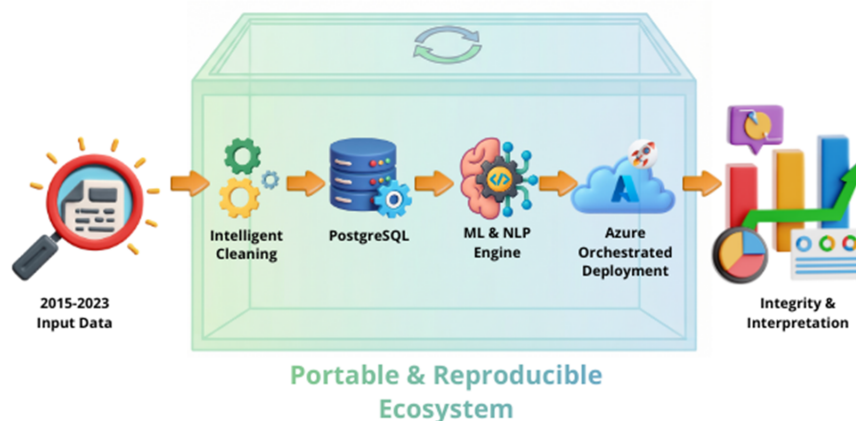 Intelligent
Cleaning
PostgreSQL
ML & NLP
Engine
Azure
Orchestrated
Deployment
2015-2023
Input Data
Integrity &
Interpretation
Portable & Reproducible
Ecosystem